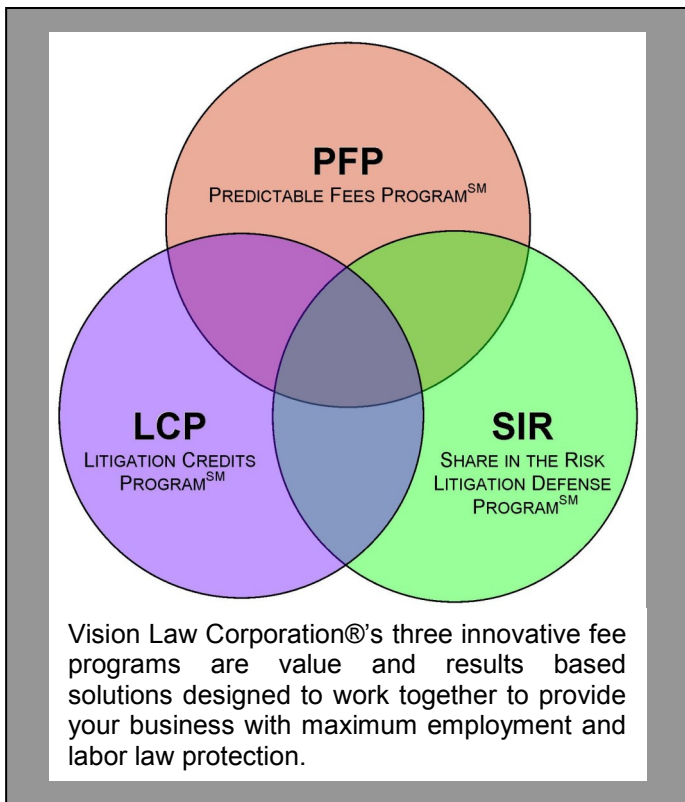 PFP
PREDICTABLE FEES PROGRAM℠
LCP
LITIGATION CREDITS
PROGRAM℠
SIR
SHARE IN THE RISK
LITIGATION DEFENSE
PROGRAM℠
Vision Law Corporation®’s three innovative fee
programs are value and results based
solutions designed to work together to provide
your business with maximum employment and
labor law protection.